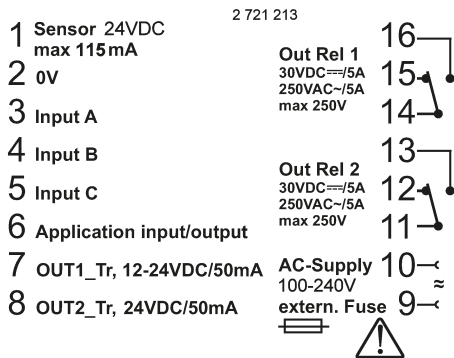 2 721 213
1 Sensor 24VDC
max 115mA
2 0V
3 Input A
4 Input B
5 Input C
6 Application input/output
7 OUT1_Tr, 12-24VDC/50mA
8 OUT2_Tr, 24VDC/50mA
16
Out Rel 1
30VDC⎓/5A 15
250VAC~/5A
max 250V 14
13
Out Rel 2
30VDC⎓/5A 12
250VAC~/5A
max 250V 11
AC-Supply 10
100-240V ≈
extern. Fuse 9
!